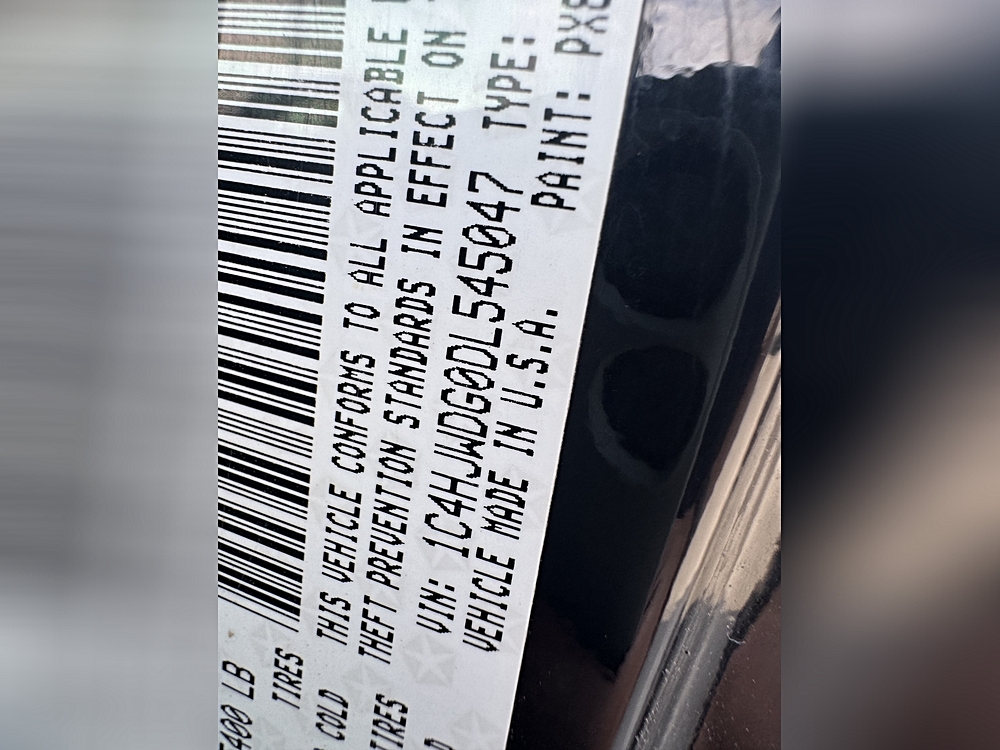 400 LB
TIRES
COLD
TIRES
THIS VEHICLE CONFORMS TO ALL APPLICABLE
THEFT PREVENTION STANDARDS IN EFFECT ON
VIN: 1C4HJWDG0DL545047 TYPE:
VEHICLE MADE IN U.S.A. PAINT: PX8